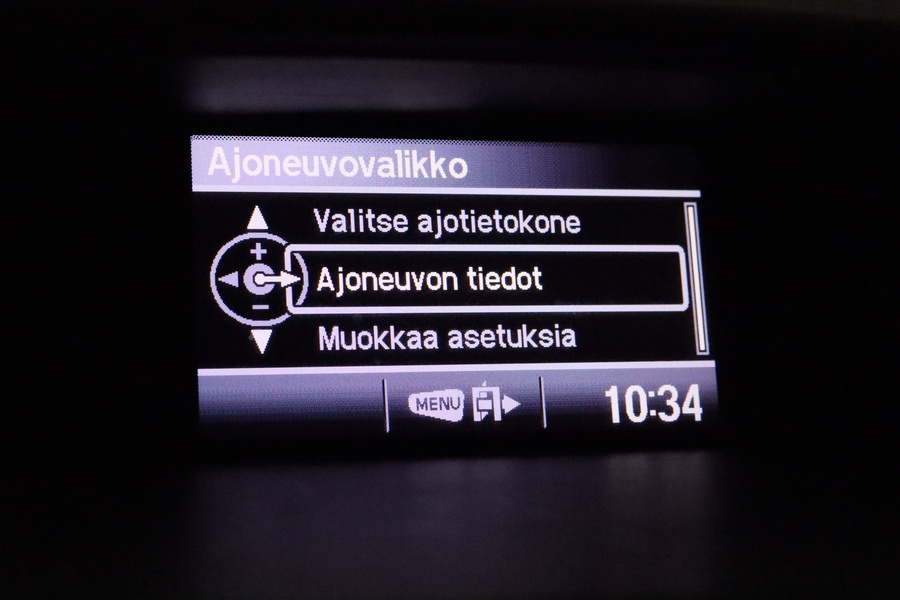 Ajoneuvovalikko
Valitse ajotietokone
+
Ajoneuvon tiedot
−
Muokkaa asetuksia
MENU
10:34